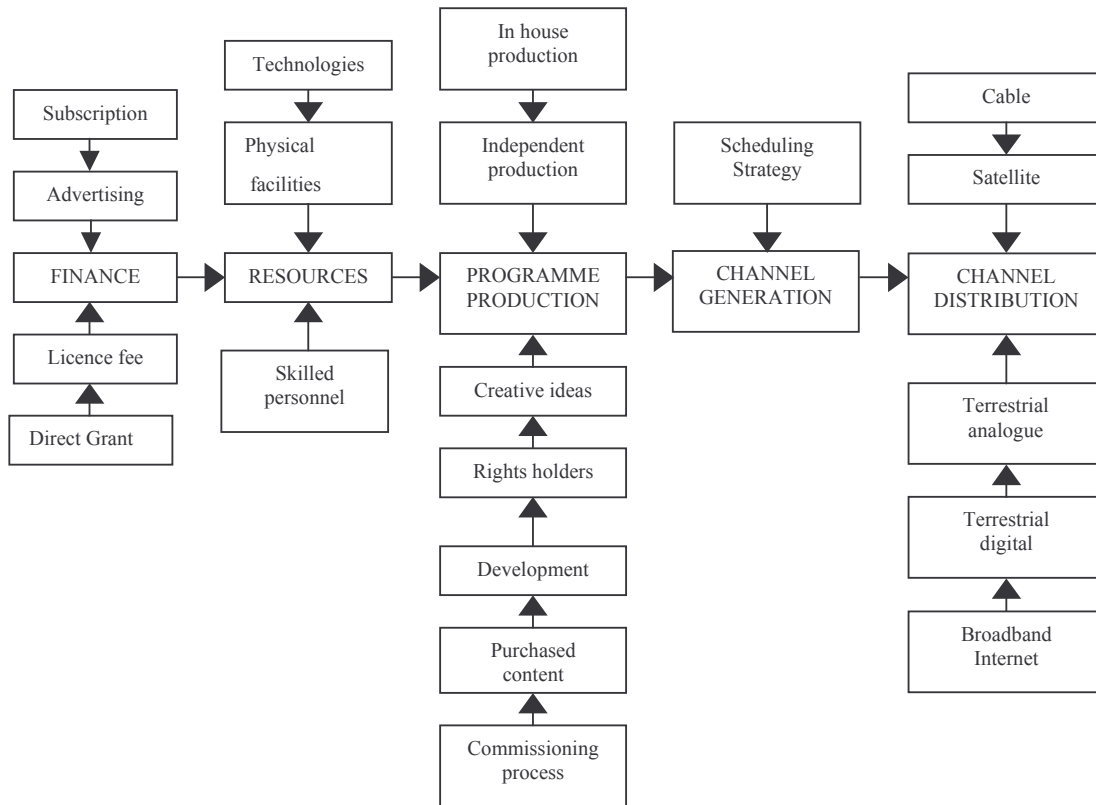 In house
production
Technologies
Subscription
Cable
Physical
facilities
Independent
production
Scheduling
Strategy
Advertising
Satellite
FINANCE
RESOURCES
PROGRAMME
PRODUCTION
CHANNEL
GENERATION
CHANNEL
DISTRIBUTION
Licence fee
Skilled
personnel
Creative ideas
Terrestrial
analogue
Direct Grant
Rights holders
Terrestrial
digital
Development
Broadband
Internet
Purchased
content
Commissioning
process